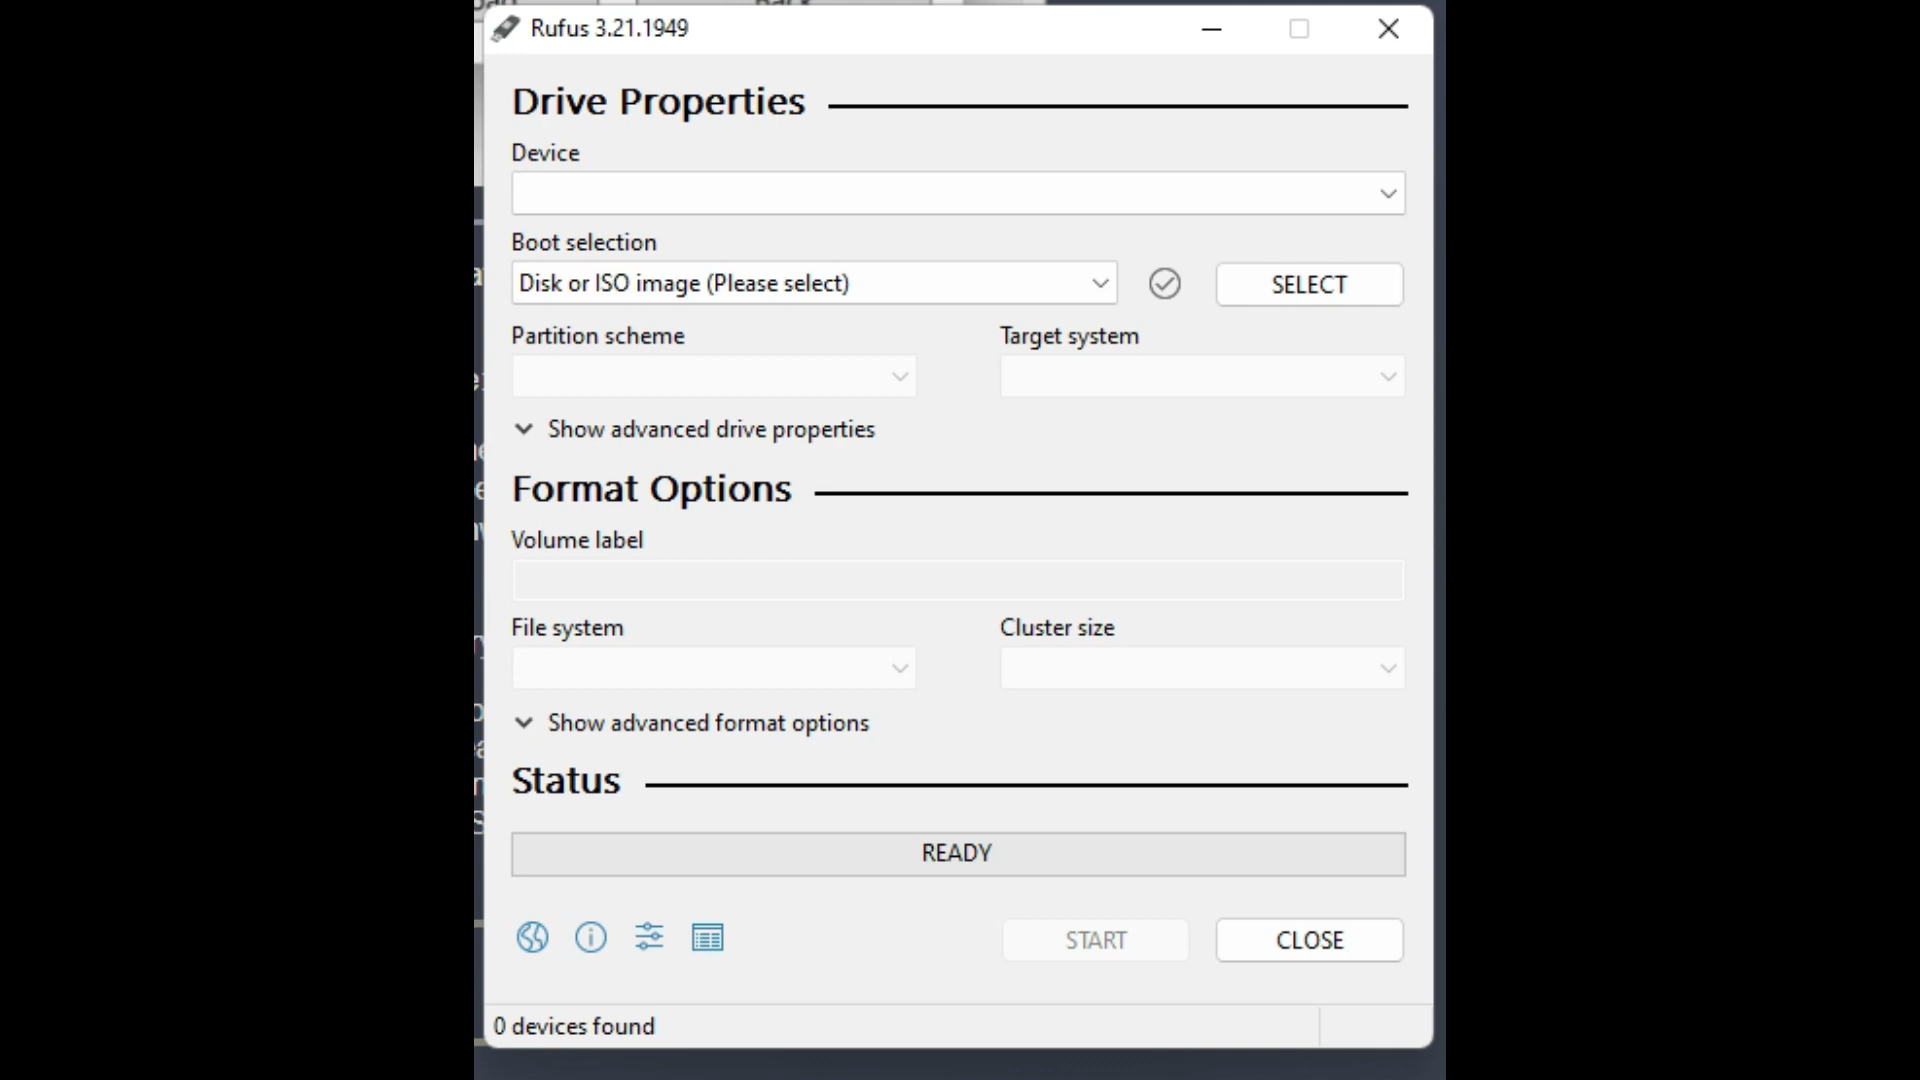 Rufus 3.21.1949
Drive Properties
Device
Boot selection
Disk or ISO image (Please select)
SELECT
Partition scheme
Target system
Show advanced drive properties
Format Options
Volume label
File system
Cluster size
Show advanced format options
Status
READY
START
CLOSE
0 devices found